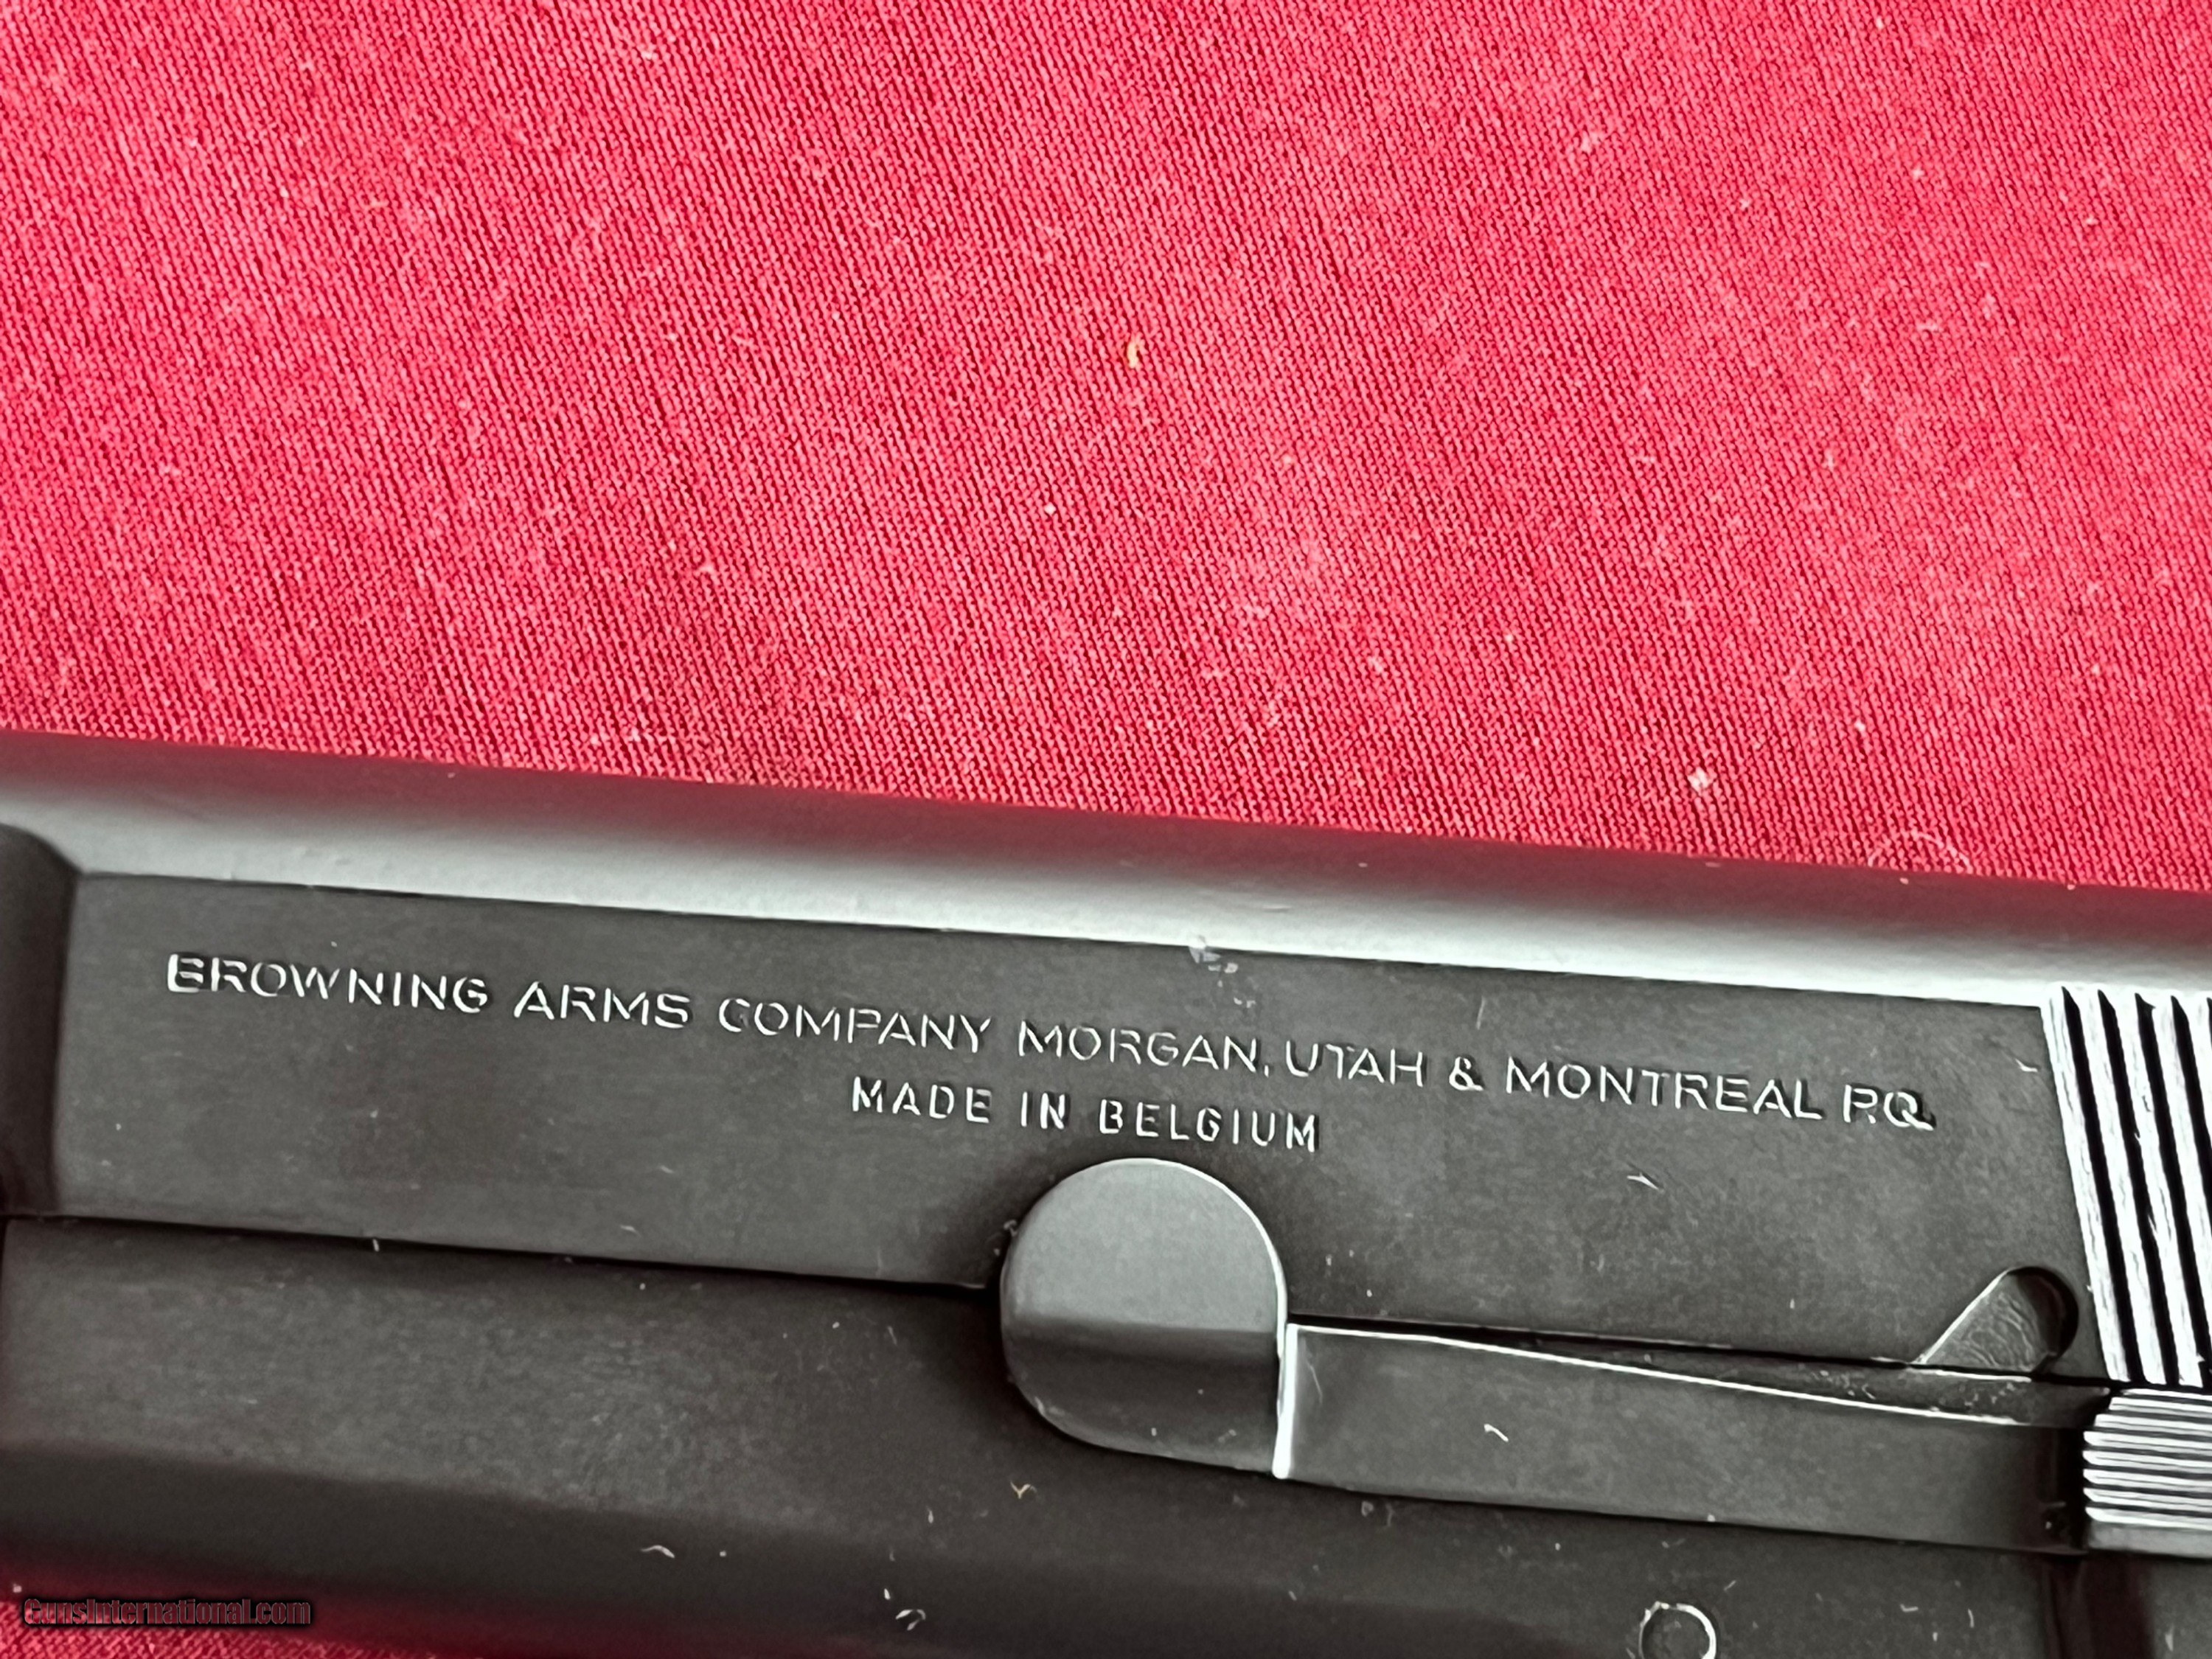 BROWNING ARMS COMPANY MORGAN, UTAH & MONTREAL P.Q.
MADE IN BELGIUM
GunsInternational.com